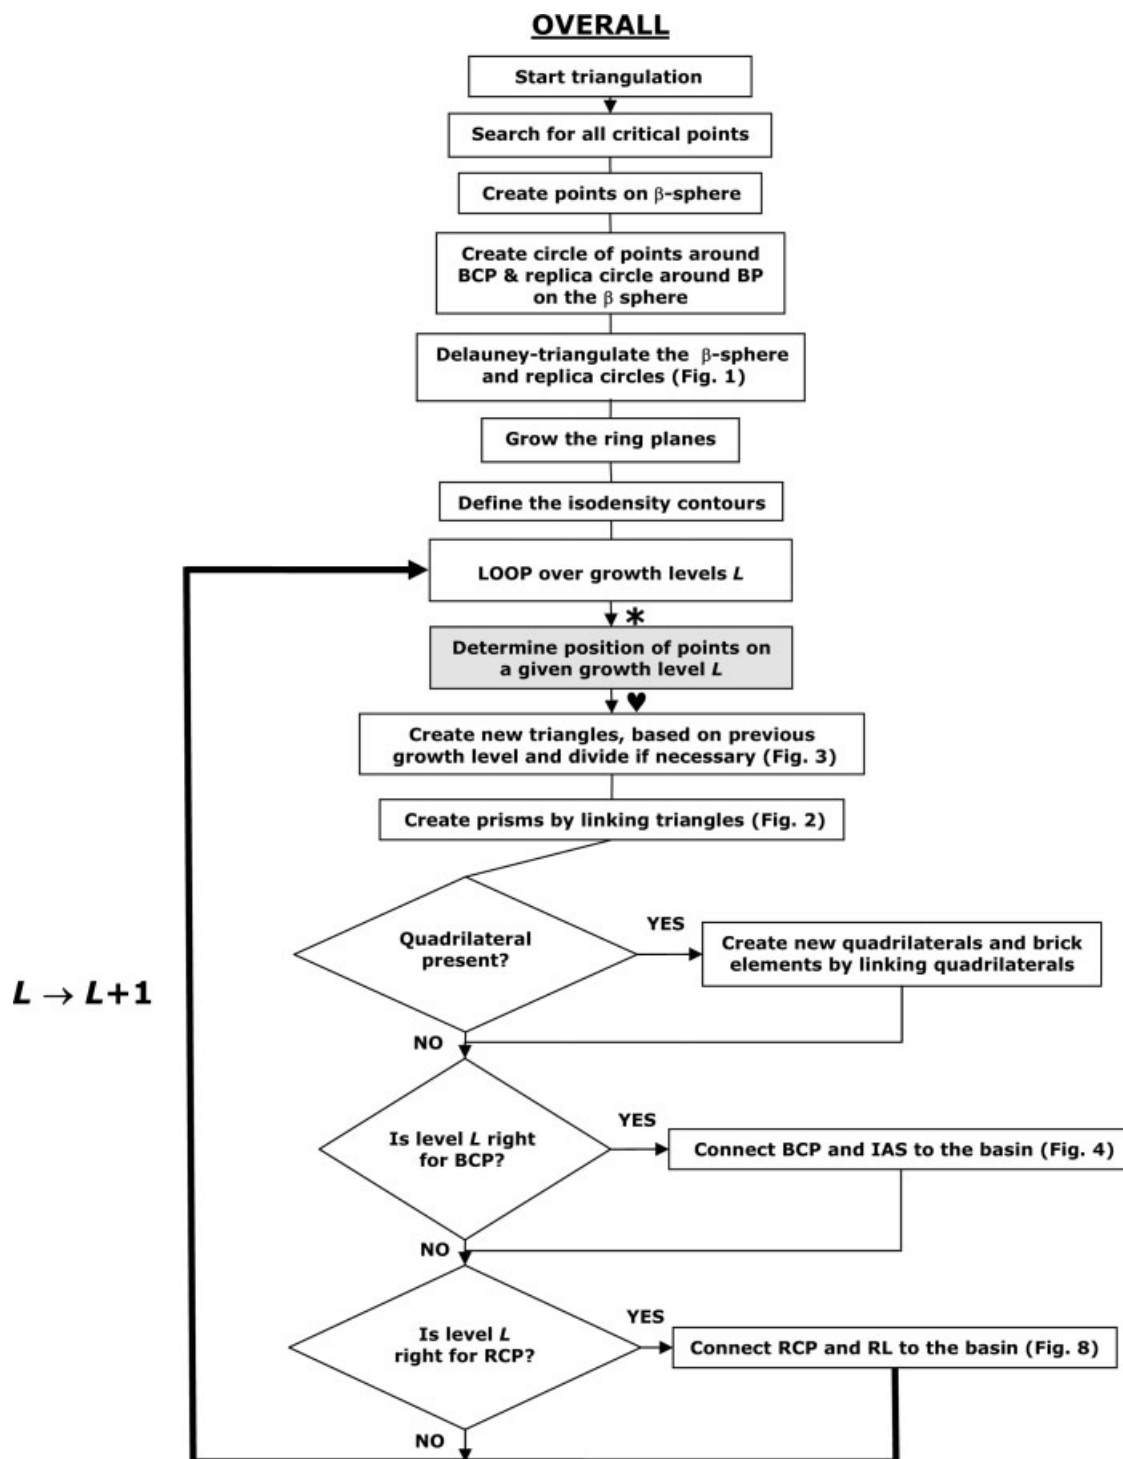 OVERALL
Start triangulation
Search for all critical points
Create points on β-sphere
Create circle of points around
BCP & replica circle around BP
on the β sphere
Delauney-triangulate the β-sphere
and replica circles (Fig. 1)
Grow the ring planes
Define the isodensity contours
LOOP over growth levels L
*
Determine position of points on
a given growth level L
♥
Create new triangles, based on previous
growth level and divide if necessary (Fig. 3)
Create prisms by linking triangles (Fig. 2)
Quadrilateral
present?
YES
Create new quadrilaterals and brick
elements by linking quadrilaterals
L → L+1
NO
Is level L right
for BCP?
YES
Connect BCP and IAS to the basin (Fig. 4)
NO
Is level L
right for RCP?
YES
Connect RCP and RL to the basin (Fig. 8)
NO